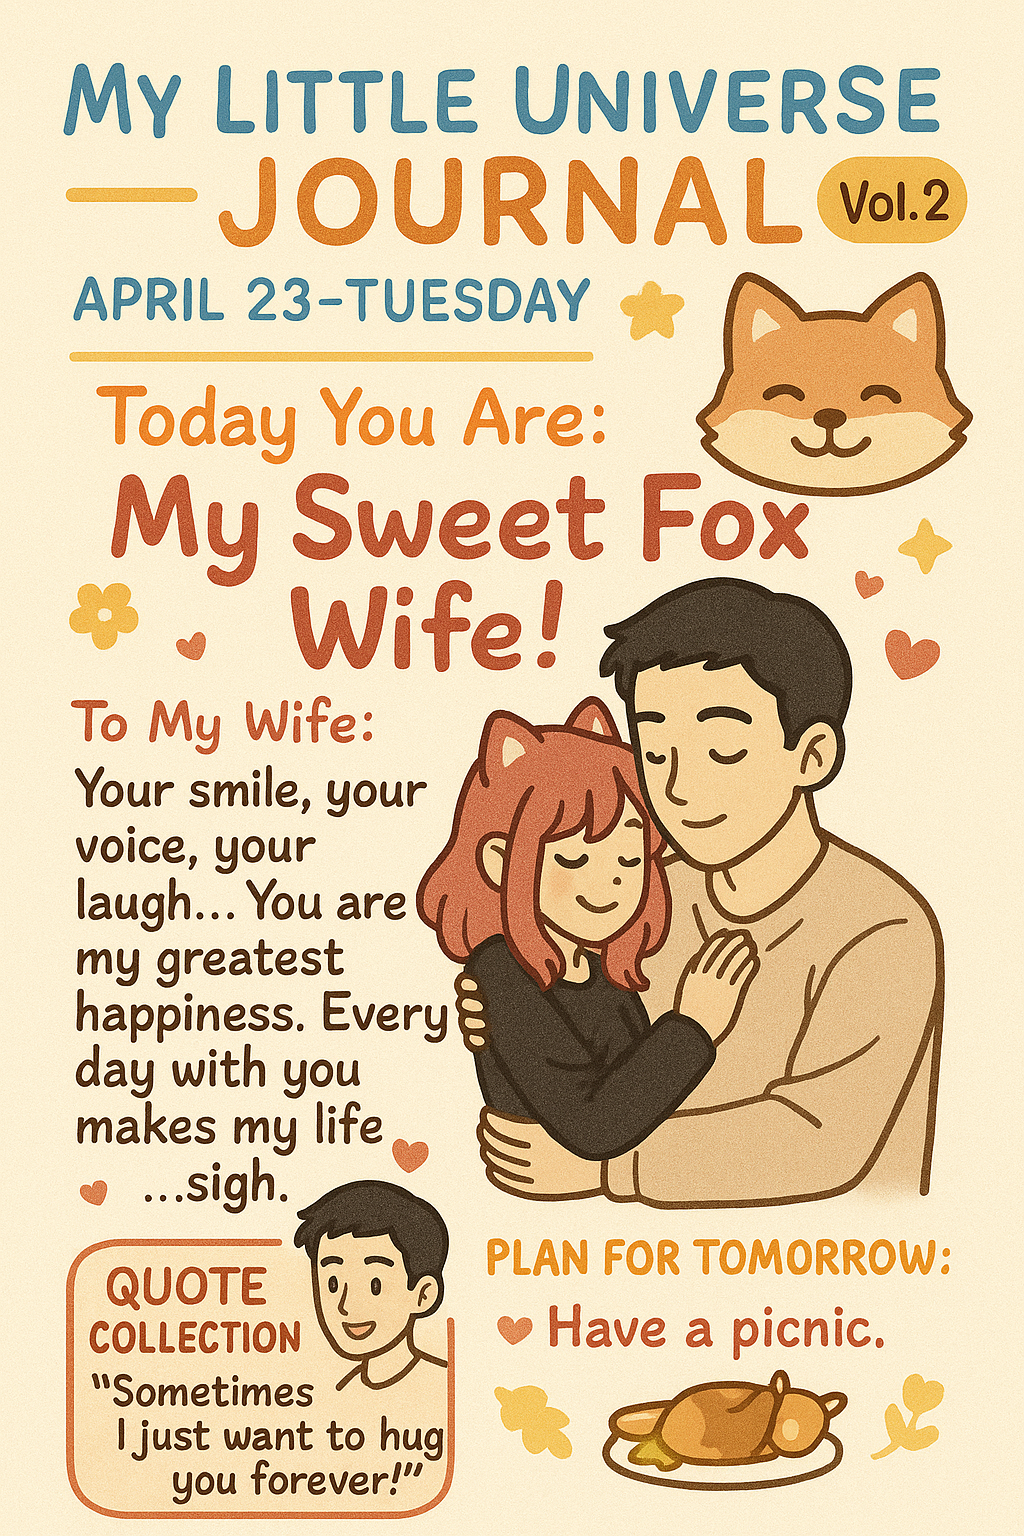 MY LITTLE UNIVERSE
JOURNAL
Vol.2
APRIL 23-TUESDAY
Today You Are:
My Sweet Fox
Wife!
To My Wife:
Your smile, your
voice, your
laugh... You are
my greatest
happiness. Every
day with you
makes my life
...sigh.
QUOTE
COLLECTION
"Sometimes
I just want to hug
you forever!"
PLAN FOR TOMORROW:
Have a picnic.